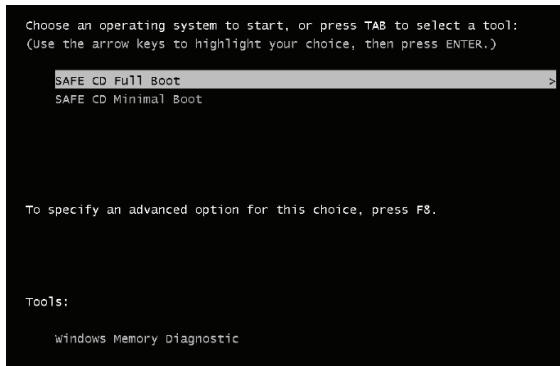 Choose an operating system to start, or press TAB to select a tool:
(Use the arrow keys to highlight your choice, then press ENTER.)
SAFE CD Full Boot >
SAFE CD Minimal Boot
To specify an advanced option for this choice, press F8.
Tools:
Windows Memory Diagnostic